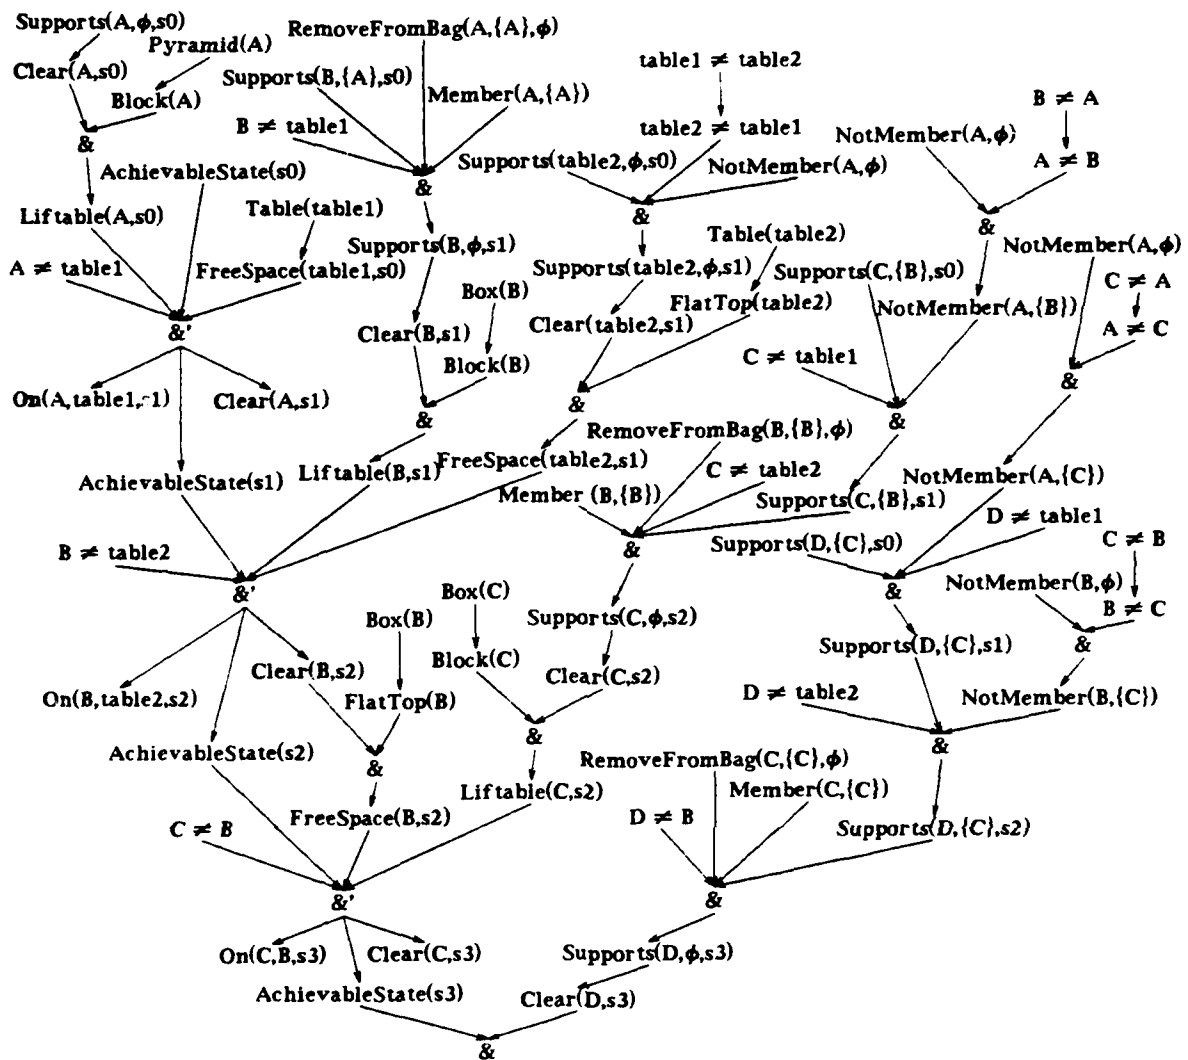 Supports(A,ϕ,s0)
Pyramid(A)
RemoveFromBag(A,{A},ϕ)
Clear(A,s0)
Supports(B,{A},s0)
table1 ≠ table2
Block(A)
Member(A,{A})
B ≠ A
B ≠ table1
table2 ≠ table1
NotMember(A,ϕ)
&
Supports(table2,ϕ,s0)
NotMember(A,ϕ)
A ≠ B
AchievableState(s0)
&
Liftable(A,s0)
Table(table1)
&
&
Supports(B,ϕ,s1)
Table(table2)
NotMember(A,ϕ)
A ≠ table1
FreeSpace(table1,s0)
Supports(table2,ϕ,s1)
Supports(C,{B},s0)
C ≠ A
Box(B)
FlatTop(table2)
NotMember(A,{B})
&'
Clear(B,s1)
Clear(table2,s1)
A ≠ C
Block(B)
C ≠ table1
On(A,table1,s1)
Clear(A,s1)
&
&
&
&
RemoveFromBag(B,{B},ϕ)
AchievableState(s1)
Liftable(B,s1)
FreeSpace(table2,s1)
C ≠ table2
NotMember(A,{C})
Member (B,{B})
Supports(C,{B},s1)
D ≠ table1
B ≠ table2
&
Supports(D,{C},s0)
C ≠ B
&'
Box(C)
&
NotMember(B,ϕ)
Box(B)
Supports(C,ϕ,s2)
B ≠ C
Clear(B,s2)
Block(C)
Clear(C,s2)
Supports(D,{C},s1)
&
On(B,table2,s2)
FlatTop(B)
D ≠ table2
NotMember(B,{C})
AchievableState(s2)
&
&
&
RemoveFromBag(C,{C},ϕ)
Liftable(C,s2)
Member(C,{C})
C ≠ B
FreeSpace(B,s2)
D ≠ B
Supports(D,{C},s2)
&'
&
On(C,B,s3)
Clear(C,s3)
Supports(D,ϕ,s3)
AchievableState(s3)
Clear(D,s3)
&